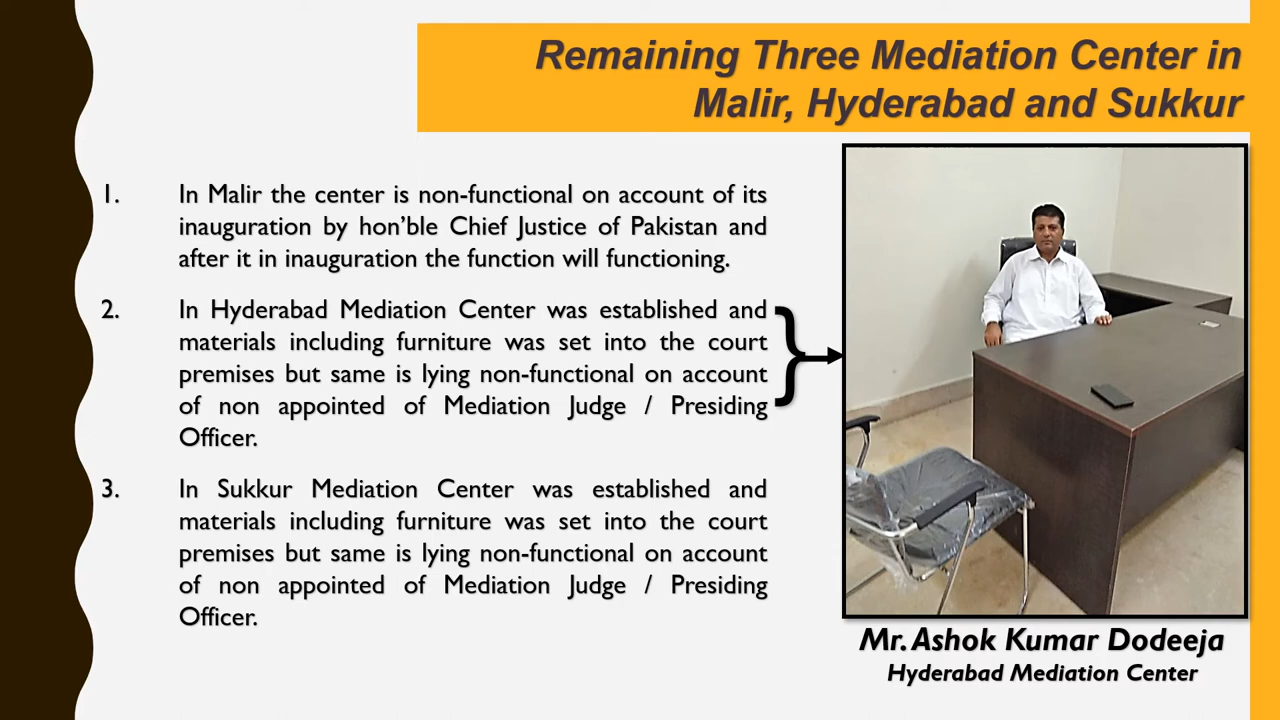 Remaining Three Mediation Center in
Malir, Hyderabad and Sukkur
1. In Malir the center is non-functional on account of its
inauguration by hon’ble Chief Justice of Pakistan and
after it in inauguration the function will functioning.
2. In Hyderabad Mediation Center was established and
materials including furniture was set into the court
premises but same is lying non-functional on account
of non appointed of Mediation Judge / Presiding
Officer.
3. In Sukkur Mediation Center was established and
materials including furniture was set into the court
premises but same is lying non-functional on account
of non appointed of Mediation Judge / Presiding
Officer.
Mr. Ashok Kumar Dodeeja
Hyderabad Mediation Center